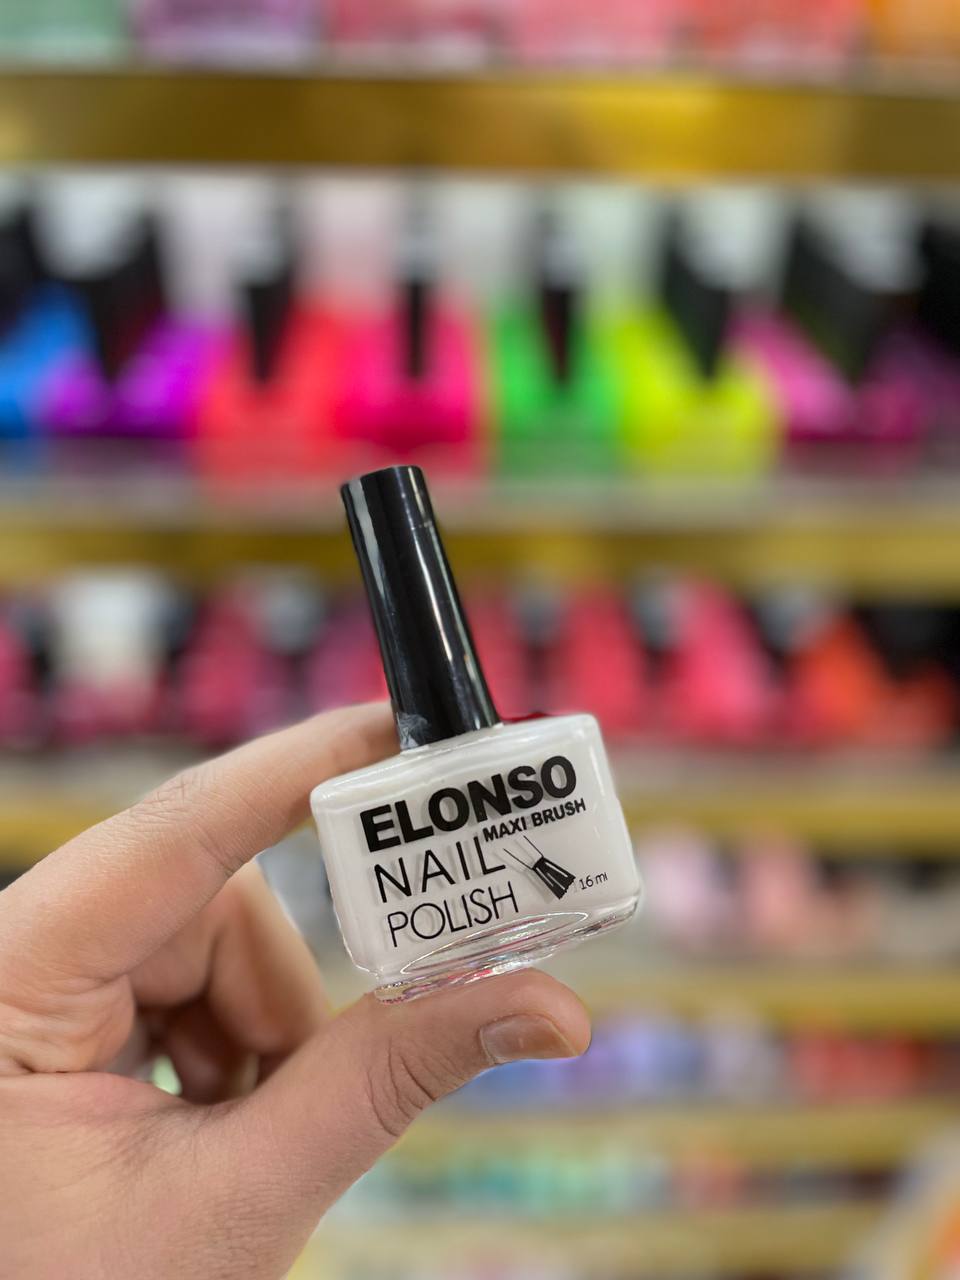 ELONSO
MAXI BRUSH
NAIL
POLISH
16 ml